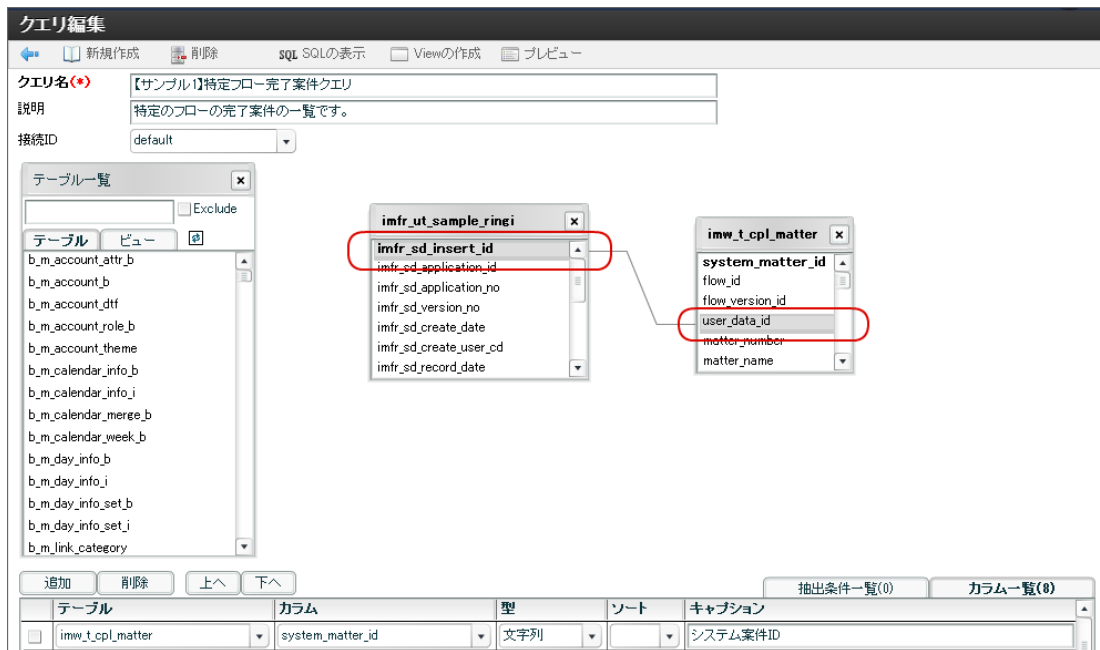 クエリ編集
新規作成 削除 SQL SQLの表示 Viewの作成 プレビュー
クエリ名(*) 【サンプル1】特定フロー完了案件クエリ
説明 特定のフローの完了案件の一覧です。
接続ID default
テーブル一覧
Exclude
テーブル ビュー
b_m_account_attr_b
b_m_account_b
b_m_account_dtf
b_m_account_role_b
b_m_account_theme
b_m_calendar_info_b
b_m_calendar_info_i
b_m_calendar_merge_b
b_m_calendar_week_b
b_m_day_info_b
b_m_day_info_i
b_m_day_info_set_b
b_m_day_info_set_i
b_m_link_category
imfr_ut_sample_ringi
imfr_sd_insert_id
imfr_sd_application_id
imfr_sd_application_no
imfr_sd_version_no
imfr_sd_create_date
imfr_sd_create_user_cd
imfr_sd_record_date
imw_t_cpl_matter
system_matter_id
flow_id
flow_version_id
user_data_id
matter_number
matter_name
追加 削除 上へ 下へ 抽出条件一覧(0) カラム一覧(8)
テーブル カラム 型 ソート キャプション
imw_t_cpl_matter system_matter_id 文字列 システム案件ID